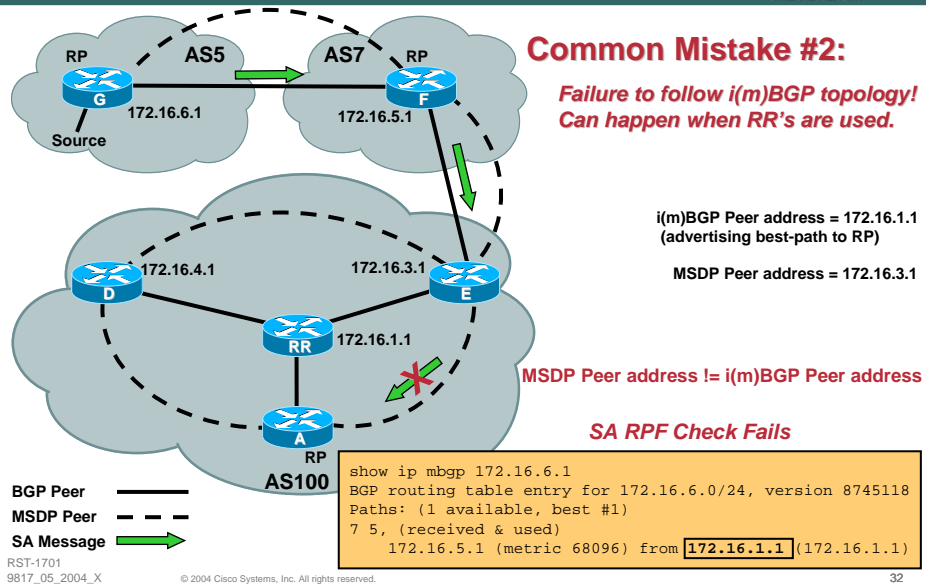 Common Mistake #2:
Failure to follow i(m)BGP topology!
Can happen when RR's are used.
RP
AS5
AS7
RP
G
F
172.16.6.1
172.16.5.1
Source
i(m)BGP Peer address = 172.16.1.1
(advertising best-path to RP)
MSDP Peer address = 172.16.3.1
172.16.4.1
172.16.3.1
D
E
RR
172.16.1.1
MSDP Peer address != i(m)BGP Peer address
X
A
RP
AS100
SA RPF Check Fails
show ip mbgp 172.16.6.1
BGP routing table entry for 172.16.6.0/24, version 8745118
Paths: (1 available, best #1)
7 5, (received & used)
172.16.5.1 (metric 68096) from 172.16.1.1 (172.16.1.1)
BGP Peer
MSDP Peer
SA Message
RST-1701
9817_05_2004_X
© 2004 Cisco Systems, Inc. All rights reserved.
32